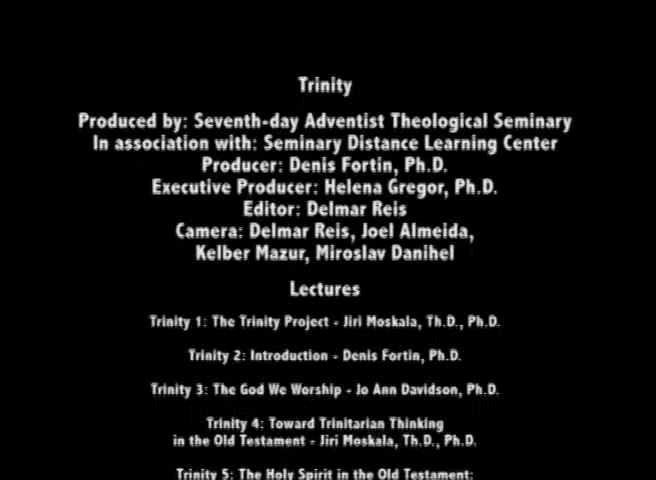 Trinity
Produced by: Seventh-day Adventist Theological Seminary
In association with: Seminary Distance Learning Center
Producer: Denis Fortin, Ph.D.
Executive Producer: Helena Gregor, Ph.D.
Editor: Delmar Reis
Camera: Delmar Reis, Joel Almeida,
Kelber Mazur, Miroslav Danihel
Lectures
Trinity 1: The Trinity Project - Jiri Moskala, Th.D., Ph.D.
Trinity 2: Introduction - Denis Fortin, Ph.D.
Trinity 3: The God We Worship - Jo Ann Davidson, Ph.D.
Trinity 4: Toward Trinitarian Thinking
in the Old Testament - Jiri Moskala, Th.D., Ph.D.
Trinity 5: The Holy Spirit in the Old Testament: